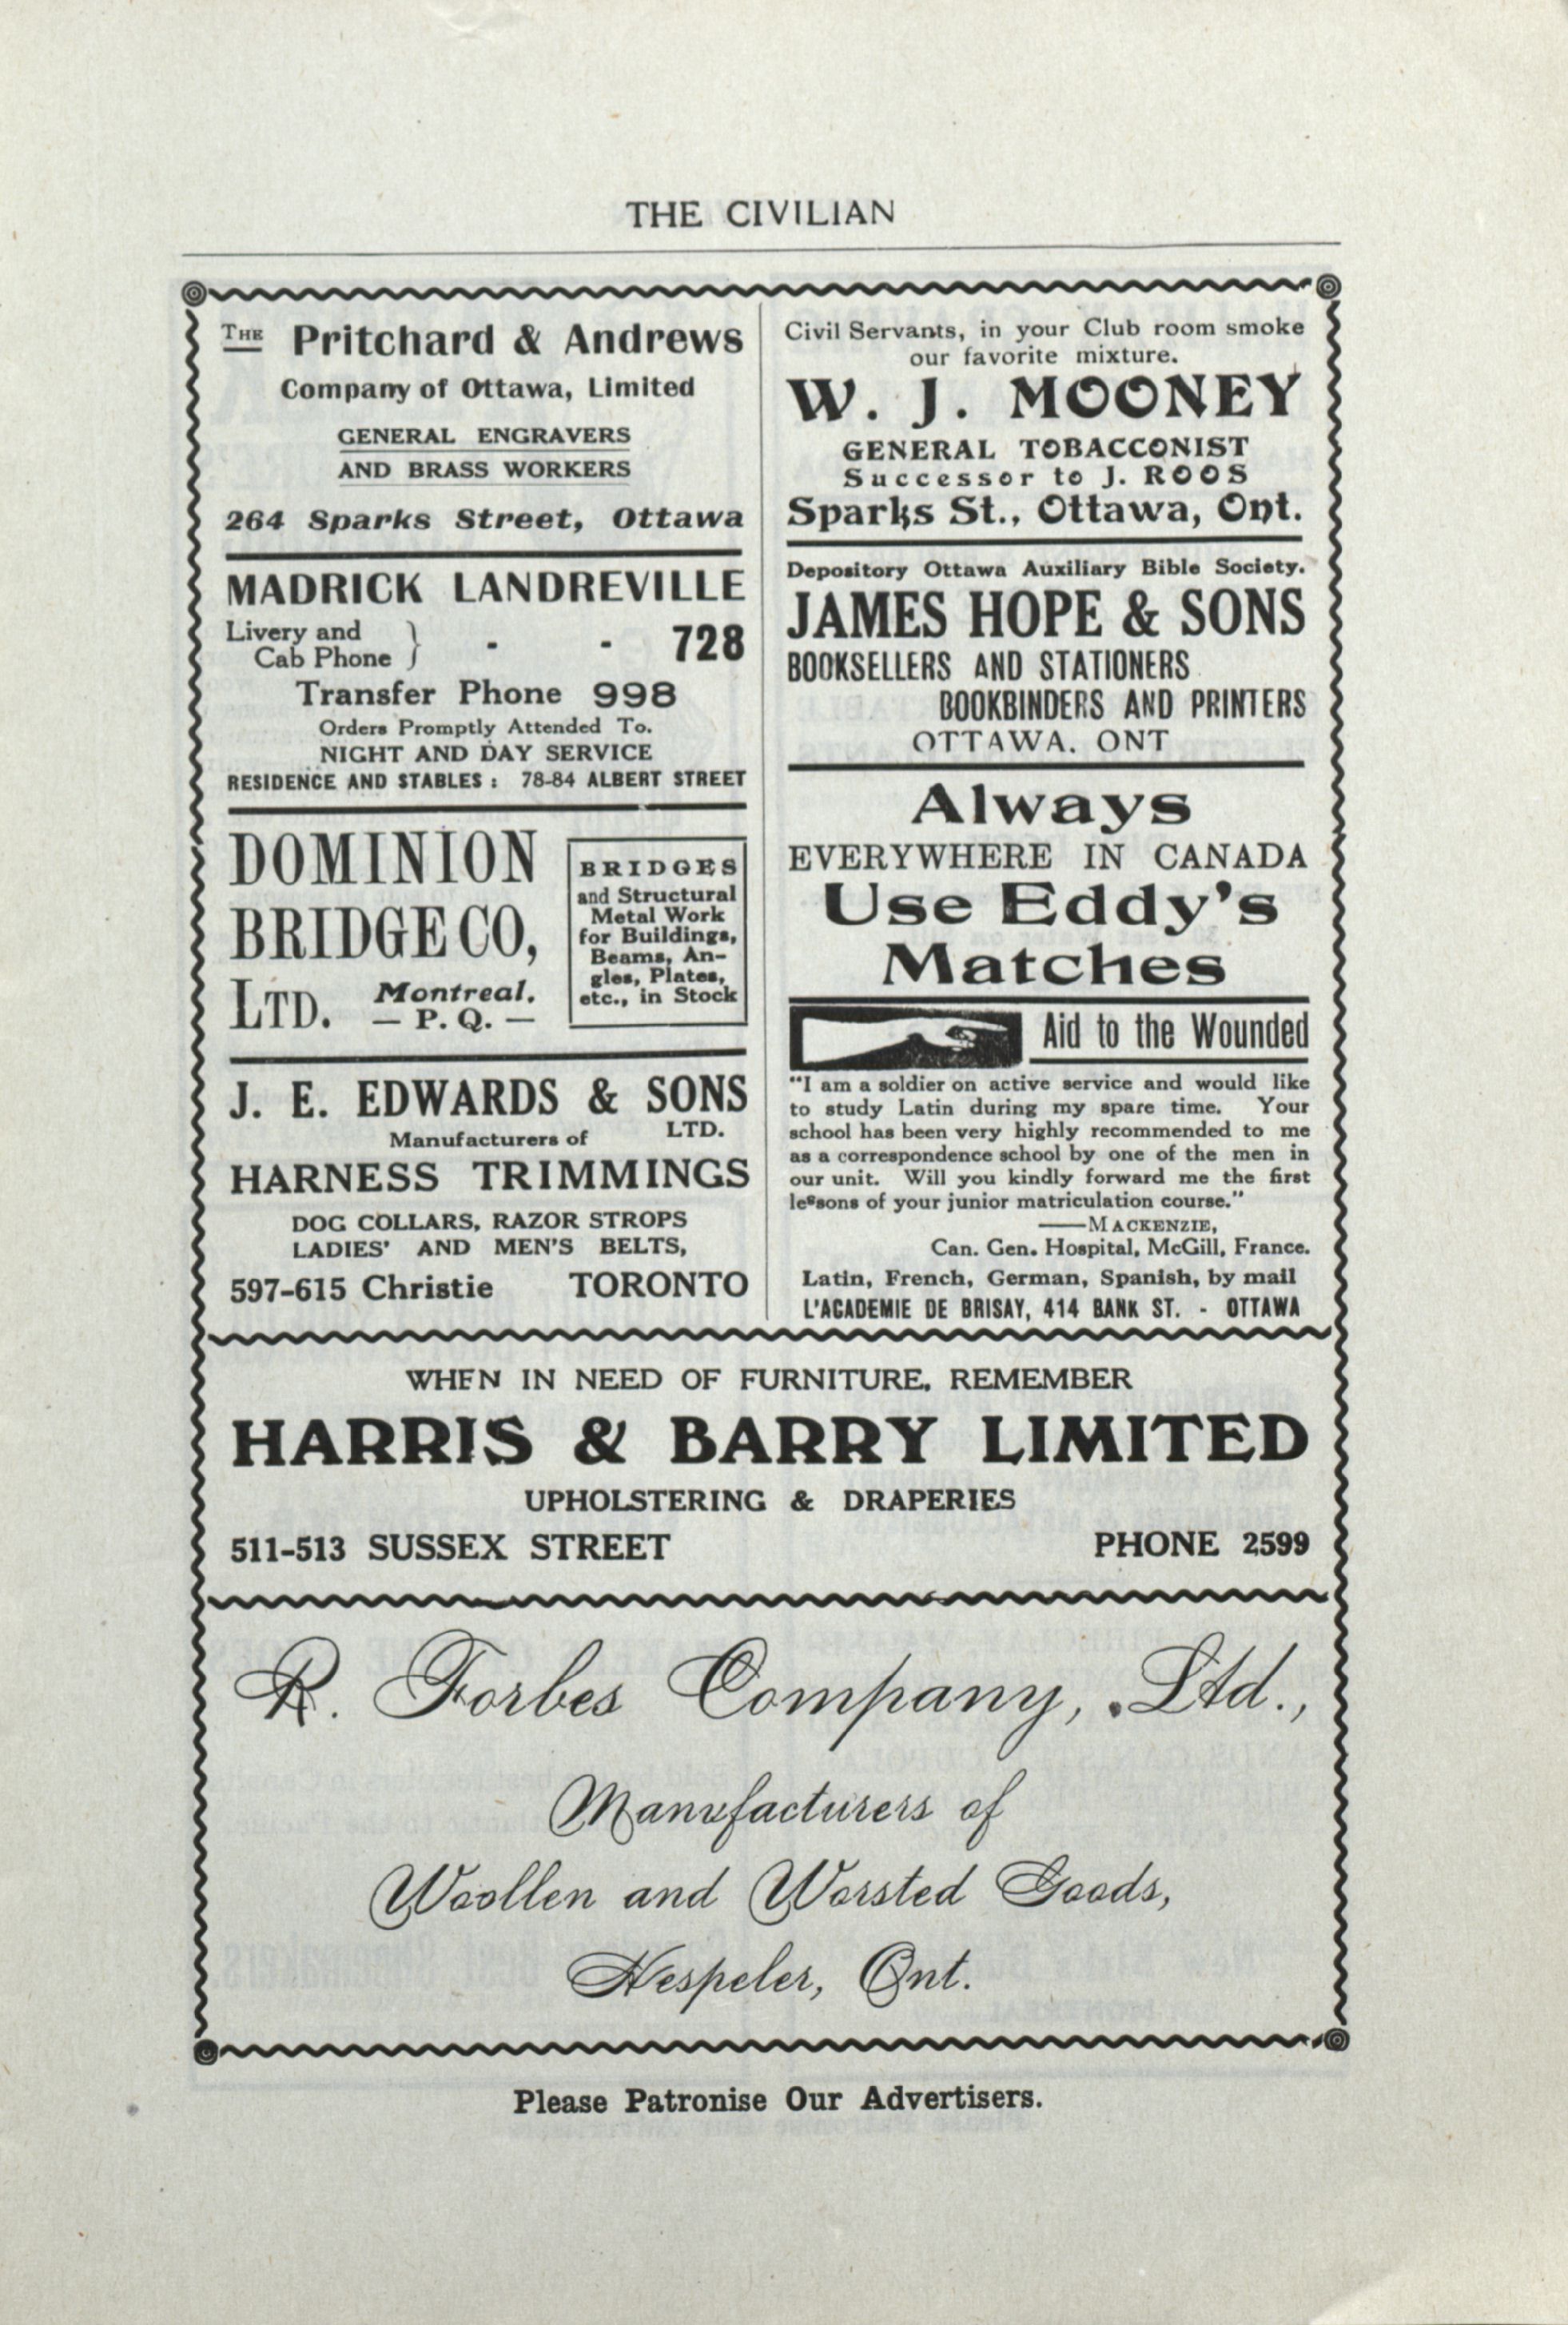 THE CIVILIAN
THE Pritchard & Andrews
Company of Ottawa, Limited
GENERAL ENGRAVERS
AND BRASS WORKERS
264 Sparks Street, Ottawa
MADRICK LANDREVILLE
Livery and
Cab Phone } - - 728
Transfer Phone 998
Orders Promptly Attended To.
NIGHT AND DAY SERVICE
RESIDENCE AND STABLES : 78-84 ALBERT STREET
DOMINION
BRIDGE CO,
LTD. Montreal.
— P. Q. —
BRIDGES
and Structural
Metal Work
for Buildings,
Beams, An-
gles, Plates,
etc., in Stock
J. E. EDWARDS & SONS
LTD.
Manufacturers of
HARNESS TRIMMINGS
DOG COLLARS, RAZOR STROPS
LADIES' AND MEN'S BELTS,
597-615 Christie TORONTO
Civil Servants, in your Club room smoke
our favorite mixture.
W. J. MOONEY
GENERAL TOBACCONIST
Successor to J. ROOS
Sparks St., Ottawa, Ont.
Depository Ottawa Auxiliary Bible Society.
JAMES HOPE & SONS
BOOKSELLERS AND STATIONERS
BOOKBINDERS AND PRINTERS
OTTAWA. ONT
Always
EVERYWHERE IN CANADA
Use Eddy's
Matches
Aid to the Wounded
"I am a soldier on active service and would like
to study Latin during my spare time. Your
school has been very highly recommended to me
as a correspondence school by one of the men in
our unit. Will you kindly forward me the first
lessons of your junior matriculation course."
——MACKENZIE,
Can. Gen. Hospital, McGill, France.
Latin, French, German, Spanish, by mail
L'ACADEMIE DE BRISAY, 414 BANK ST. - OTTAWA
WHEN IN NEED OF FURNITURE, REMEMBER
HARRIS & BARRY LIMITED
UPHOLSTERING & DRAPERIES
511-513 SUSSEX STREET PHONE 2599
R. Forbes Company, Ltd.,
Manufacturers of
Woollen and Worsted Goods,
Hespeler, Ont.
Please Patronise Our Advertisers.